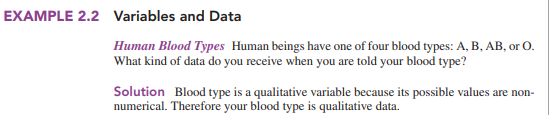 EXAMPLE 2.2 Variables and Data
Human Blood Types Human beings have one of four blood types: A, B, AB, or O.
What kind of data do you receive when you are told your blood type?
Solution Blood type is a qualitative variable because its possible values are non-
numerical. Therefore your blood type is qualitative data.